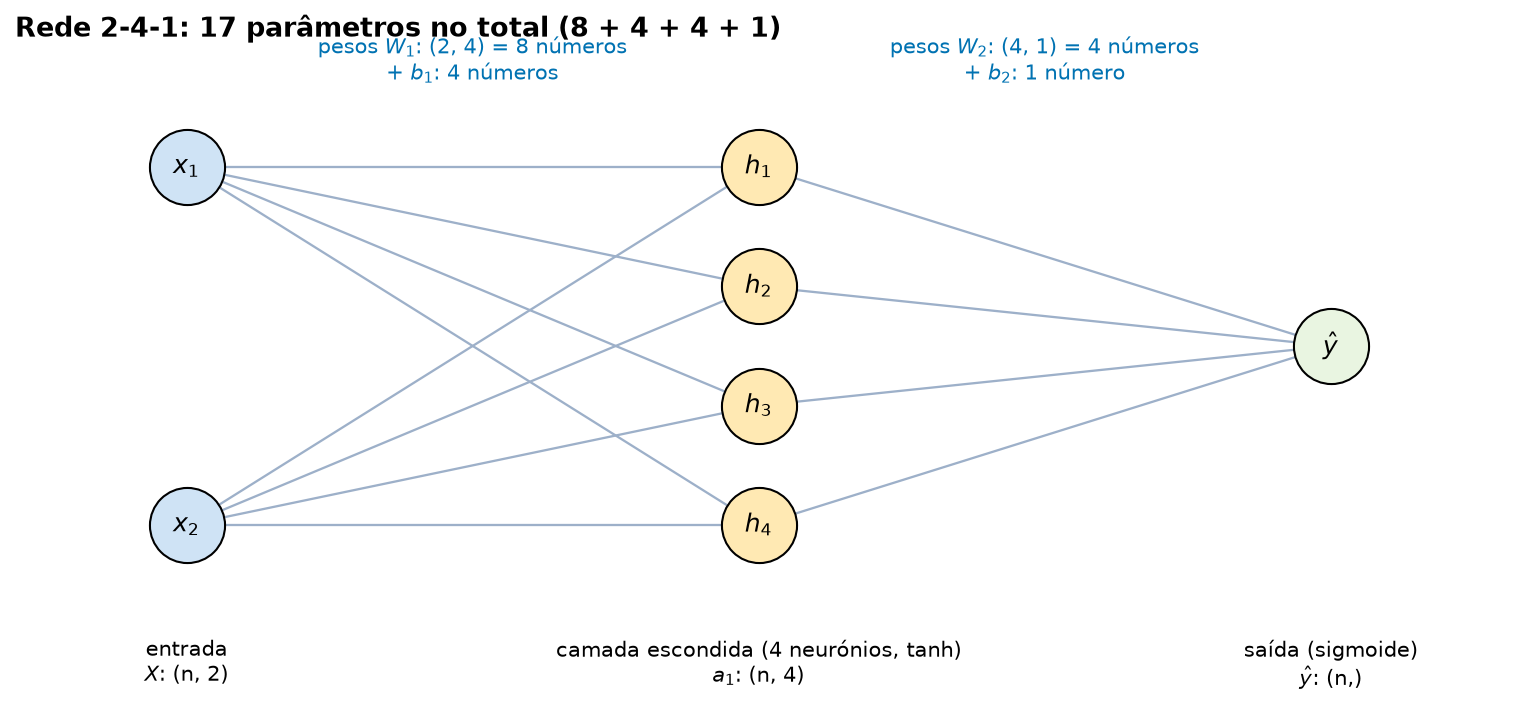 Rede 2-4-1: 17 parâmetros no total (8 + 4 + 4 + 1)
pesos W₁: (2, 4) = 8 números
+ b₁: 4 números
pesos W₂: (4, 1) = 4 números
+ b₂: 1 número
x₁
x₂
h₁
h₂
h₃
h₄
ŷ
entrada
X: (n, 2)
camada escondida (4 neurónios, tanh)
a₁: (n, 4)
saída (sigmoide)
ŷ: (n,)